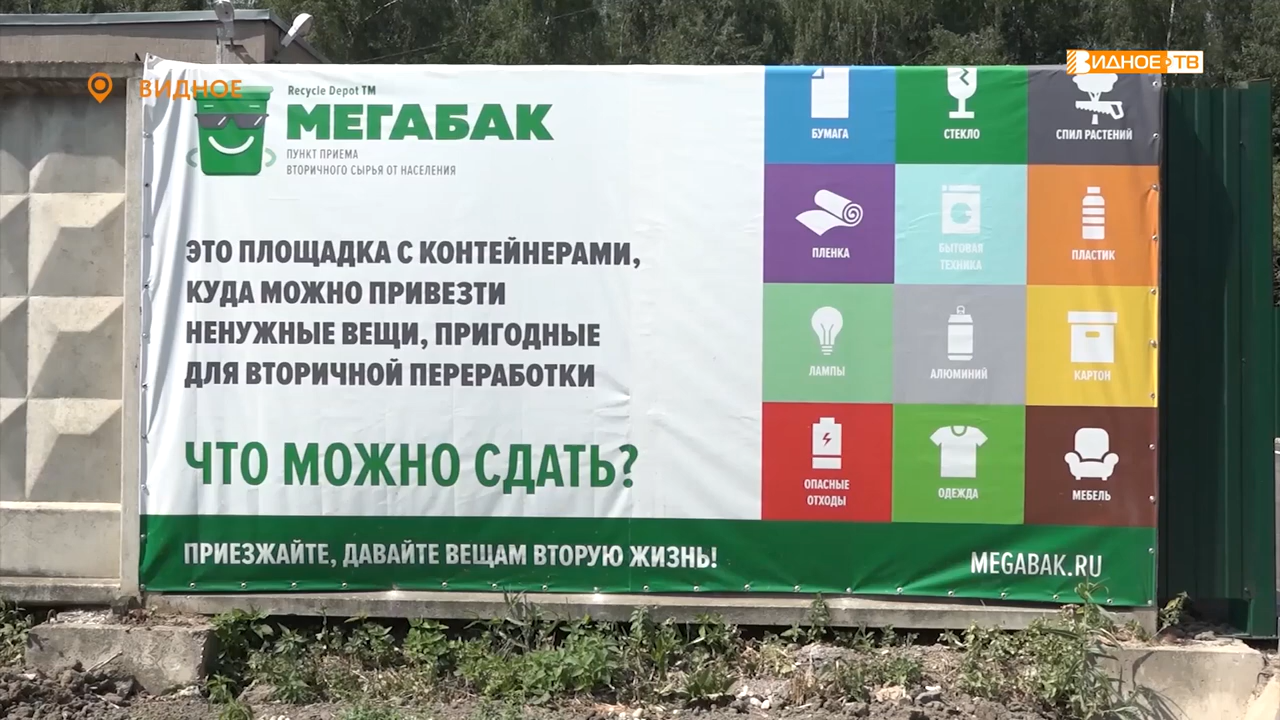 ВИДНОЕ
ВИДНОЕ ТВ
Recycle Depot TM
МЕГАБАК
ПУНКТ ПРИЕМА
ВТОРИЧНОГО СЫРЬЯ ОТ НАСЕЛЕНИЯ
ЭТО ПЛОЩАДКА С КОНТЕЙНЕРАМИ,
КУДА МОЖНО ПРИВЕЗТИ
НЕНУЖНЫЕ ВЕЩИ, ПРИГОДНЫЕ
ДЛЯ ВТОРИЧНОЙ ПЕРЕРАБОТКИ
ЧТО МОЖНО СДАТЬ?
БУМАГА
СТЕКЛО
СПИЛ РАСТЕНИЙ
ПЛЕНКА
БЫТОВАЯ
ТЕХНИКА
ПЛАСТИК
ЛАМПЫ
АЛЮМИНИЙ
КАРТОН
ОПАСНЫЕ
ОТХОДЫ
ОДЕЖДА
МЕБЕЛЬ
ПРИЕЗЖАЙТЕ, ДАВАЙТЕ ВЕЩАМ ВТОРУЮ ЖИЗНЬ!
MEGABAK.RU